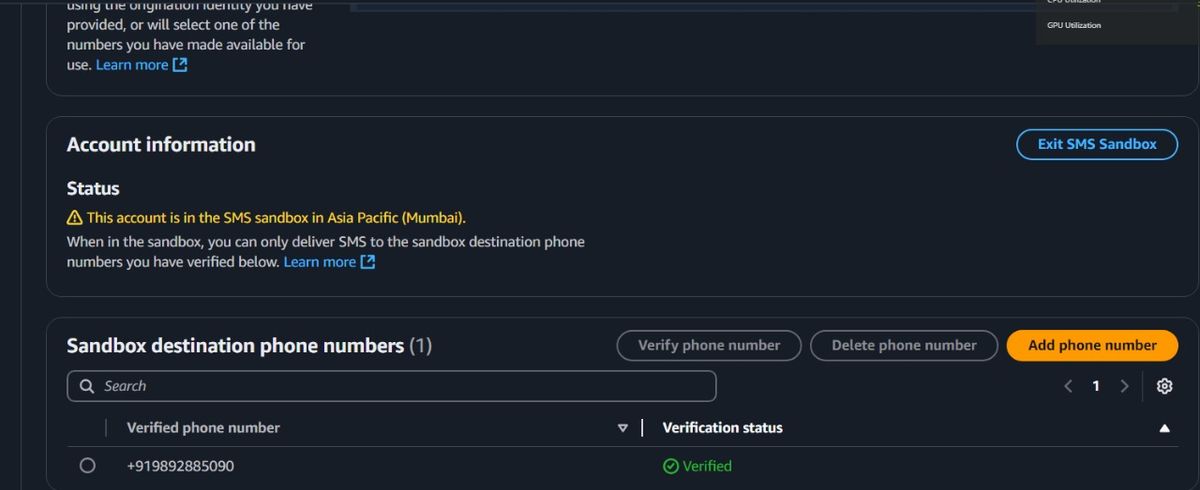 using the origination identity you have
provided, or will select one of the
numbers you have made available for
use. Learn more
GPU Utilization
Account information
Exit SMS Sandbox
Status
This account is in the SMS sandbox in Asia Pacific (Mumbai).
When in the sandbox, you can only deliver SMS to the sandbox destination phone
numbers you have verified below. Learn more
Sandbox destination phone numbers (1)
Verify phone number
Delete phone number
Add phone number
Search
1
Verified phone number
Verification status
+919892885090
Verified